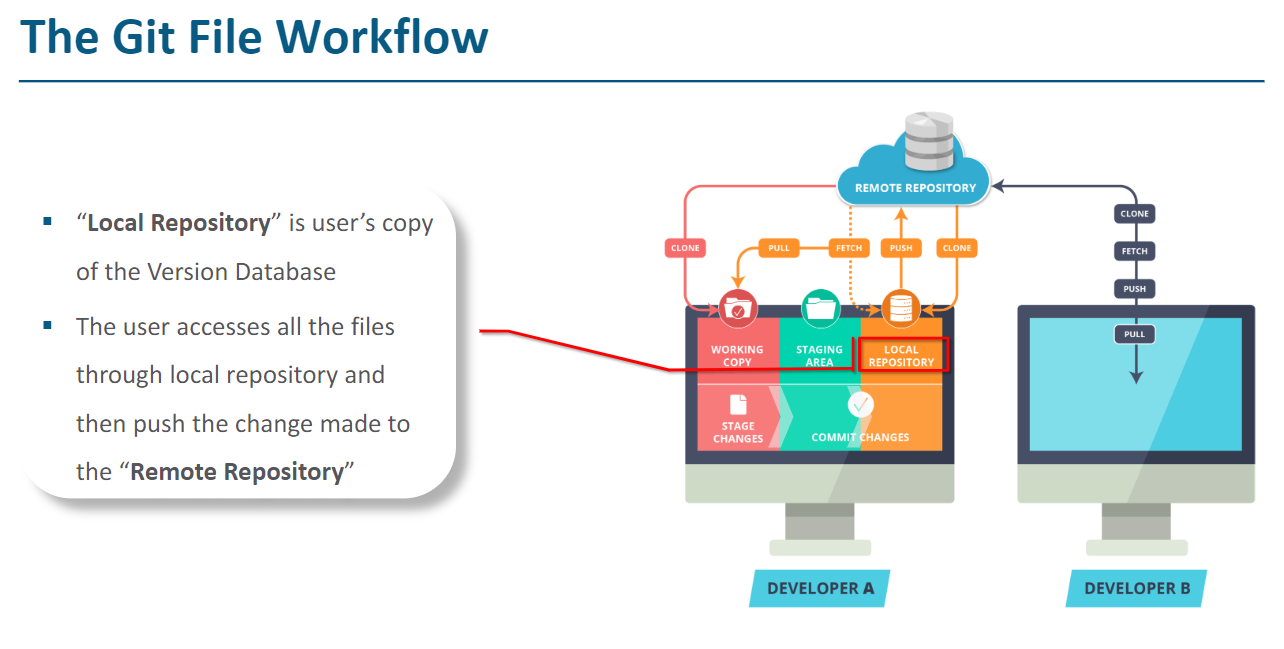 The Git File Workflow
▪ “Local Repository” is user’s copy
of the Version Database
▪ The user accesses all the files
through local repository and
then push the change made to
the “Remote Repository”
REMOTE REPOSITORY
CLONE
PULL
FETCH
PUSH
CLONE
WORKING
COPY
STAGING
AREA
LOCAL
REPOSITORY
STAGE
CHANGES
COMMIT CHANGES
DEVELOPER A
CLONE
FETCH
PUSH
PULL
DEVELOPER B